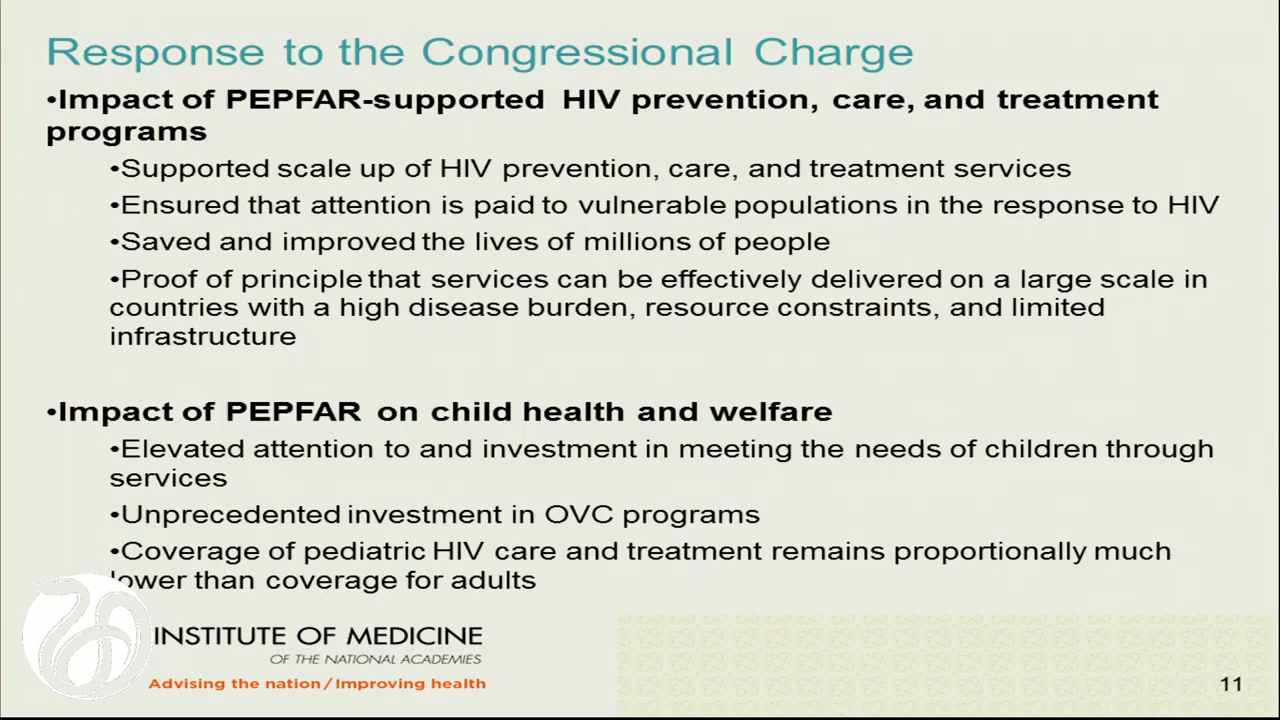 Response to the Congressional Charge
•Impact of PEPFAR-supported HIV prevention, care, and treatment
programs
•Supported scale up of HIV prevention, care, and treatment services
•Ensured that attention is paid to vulnerable populations in the response to HIV
•Saved and improved the lives of millions of people
•Proof of principle that services can be effectively delivered on a large scale in
countries with a high disease burden, resource constraints, and limited
infrastructure
•Impact of PEPFAR on child health and welfare
•Elevated attention to and investment in meeting the needs of children through
services
•Unprecedented investment in OVC programs
•Coverage of pediatric HIV care and treatment remains proportionally much
lower than coverage for adults
INSTITUTE OF MEDICINE
OF THE NATIONAL ACADEMIES
Advising the nation / Improving health
11